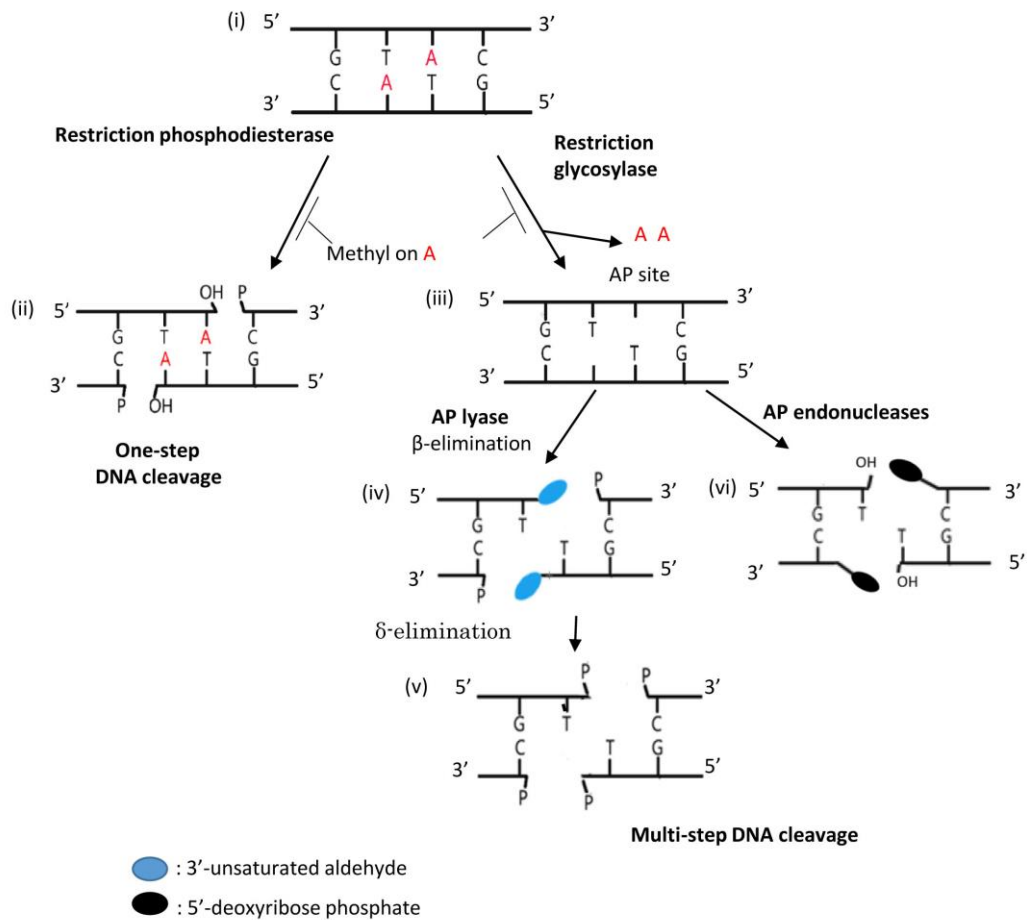 (i) 5’ 3’
G T A C
C A T G
3’ 5’
Restriction phosphodiesterase
Restriction
glycosylase
Methyl on A
A A
AP site
(ii) 5’ OH P 3’
G T A C
C A T G
3’ P OH 5’
One-step
DNA cleavage
(iii) 5’ 3’
G T C
C T G
3’ 5’
AP lyase
β-elimination
AP endonucleases
(iv) 5’ P 3’
G T C
C T G
3’ P 5’
(vi) 5’ OH 3’
G T C
C T G
3’ OH 5’
δ-elimination
(v) 5’ P P 3’
G T C
C T G
3’ P P 5’
Multi-step DNA cleavage
: 3’-unsaturated aldehyde
: 5’-deoxyribose phosphate